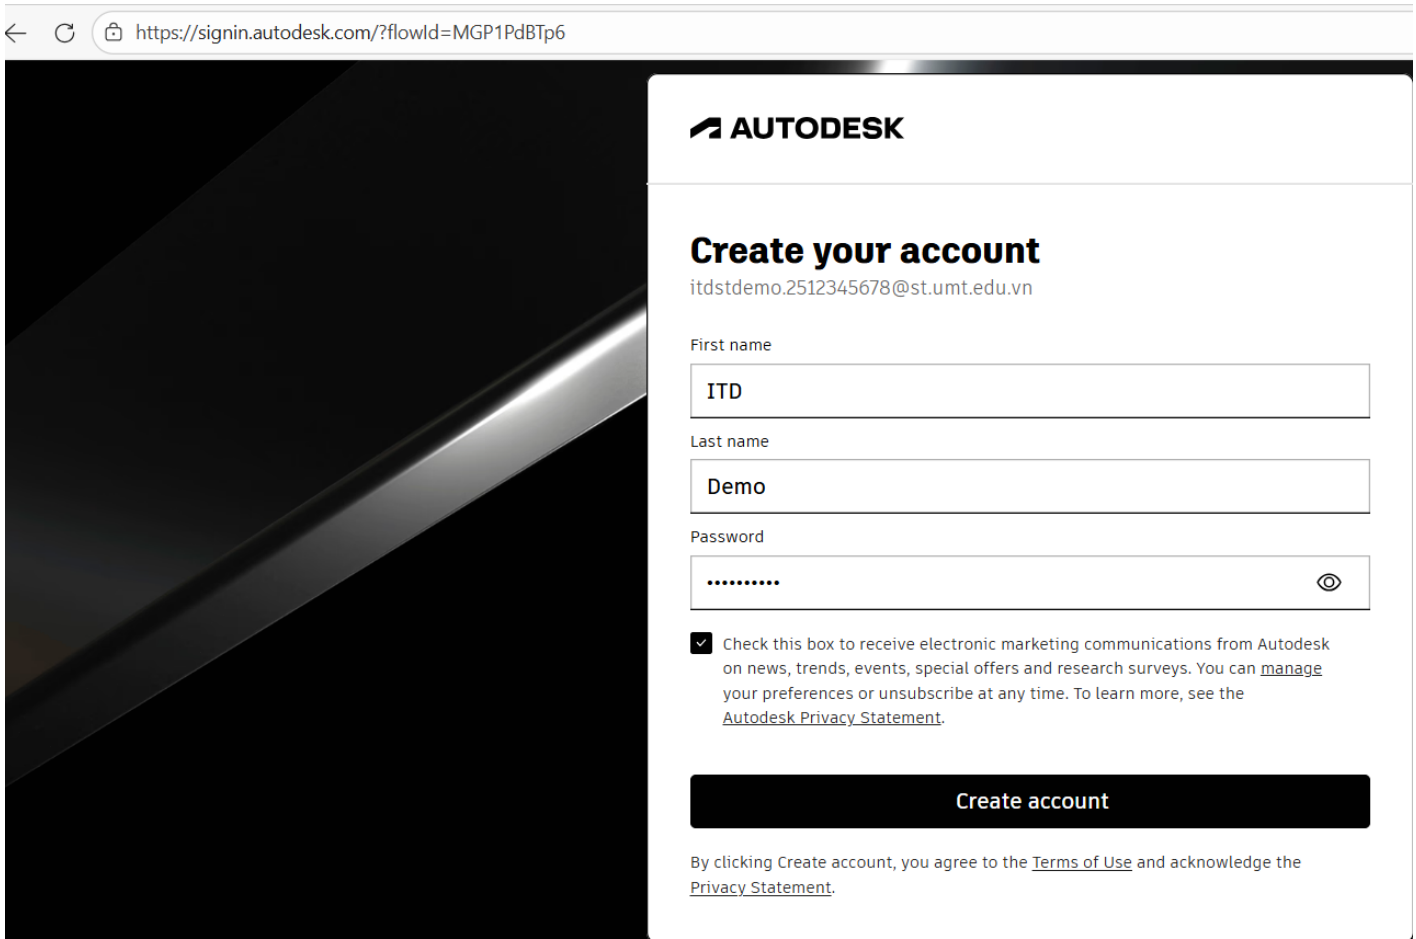 https://signin.autodesk.com/?flowId=MGP1PdBTp6
AUTODESK
Create your account
itdstdemo.2512345678@st.umt.edu.vn
First name
ITD
Last name
Demo
Password
••••••••••
Check this box to receive electronic marketing communications from Autodesk
on news, trends, events, special offers and research surveys. You can manage
your preferences or unsubscribe at any time. To learn more, see the
Autodesk Privacy Statement.
Create account
By clicking Create account, you agree to the Terms of Use and acknowledge the
Privacy Statement.